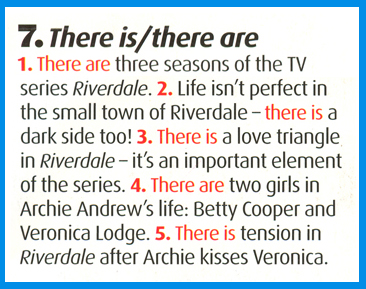 7. There is/there are
1. There are three seasons of the TV
series Riverdale. 2. Life isn't perfect in
the small town of Riverdale – there is a
dark side too! 3. There is a love triangle
in Riverdale – it's an important element
of the series. 4. There are two girls in
Archie Andrew's life: Betty Cooper and
Veronica Lodge. 5. There is tension in
Riverdale after Archie kisses Veronica.